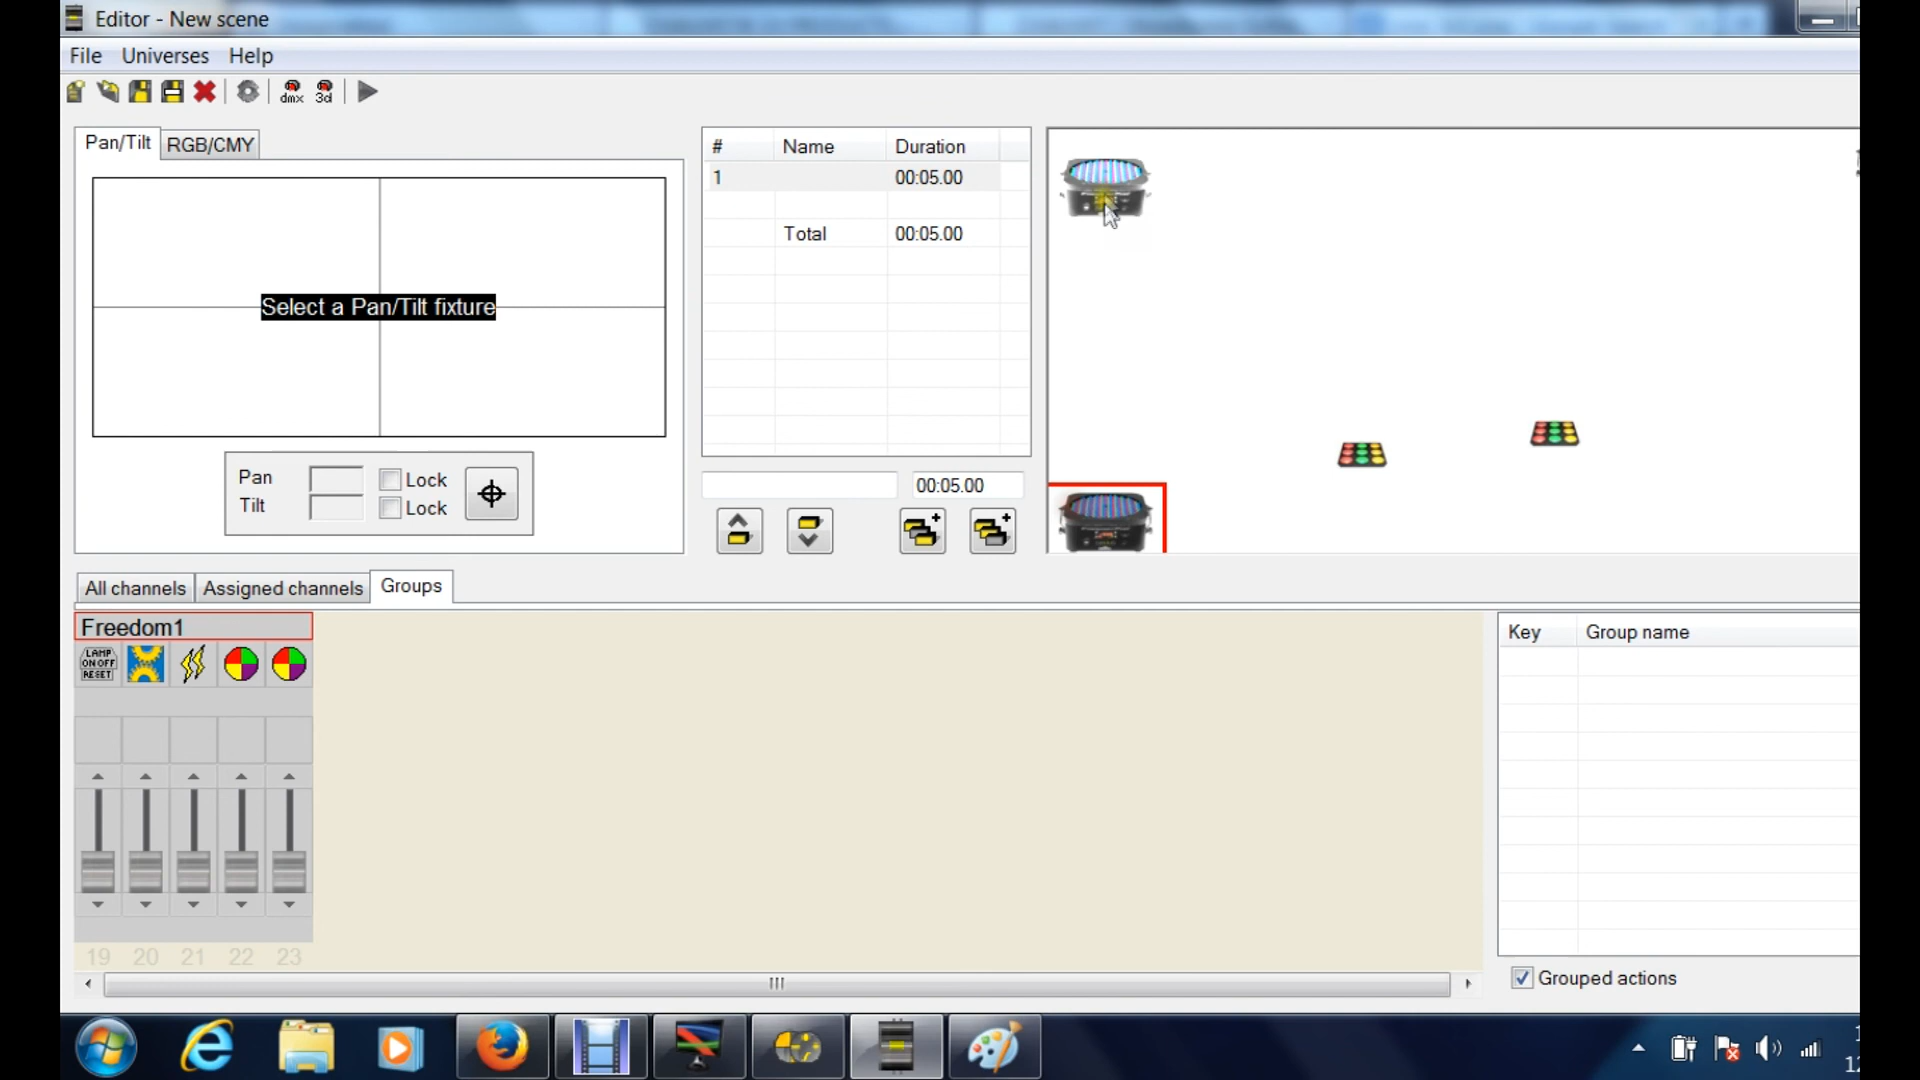 Editor - New scene
File Universes Help
dmx 3d
Pan/Tilt RGB/CMY
# Name Duration
1 00:05.00
Total 00:05.00
Select a Pan/Tilt fixture
Pan Lock
Tilt Lock
00:05.00
All channels Assigned channels Groups
Freedom1
LAMP
ON OFF
RESET
Key Group name
19 20 21 22 23
Grouped actions